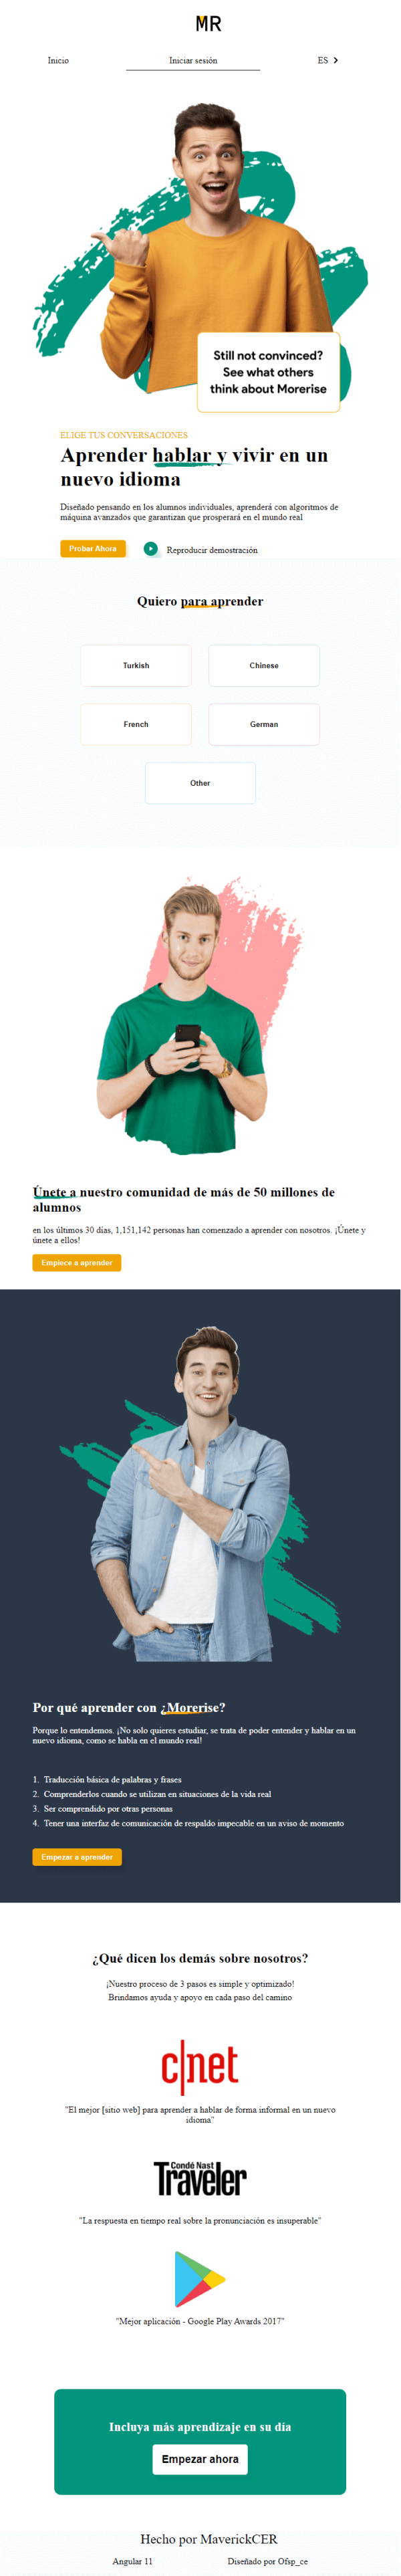 MR
Inicio
Iniciar sesión
ES
Still not convinced?
See what others
think about Morerise
ELIGE TUS CONVERSACIONES
Aprender hablar y vivir en un
nuevo idioma
Diseñado pensando en los alumnos individuales, aprenderá con algoritmos de
máquina avanzados que garantizan que prosperará en el mundo real
Probar Ahora
Reproducir demostración
Quiero para aprender
Turkish
Chinese
French
German
Other
Únete a nuestro comunidad de más de 50 millones de
alumnos
en los últimos 30 días, 1,151,142 personas han comenzado a aprender con nosotros. ¡Únete y
únete a ellos!
Empiece a aprender
Por qué aprender con ¿Morerise?
Porque lo entendemos. ¡No solo quieres estudiar, se trata de poder entender y hablar en un
nuevo idioma, como se habla en el mundo real!
1. Traducción básica de palabras y frases
2. Comprenderlos cuando se utilizan en situaciones de la vida real
3. Ser comprendido por otras personas
4. Tener una interfaz de comunicación de respaldo impecable en un aviso de momento
Empezar a aprender
¿Qué dicen los demás sobre nosotros?
¡Nuestro proceso de 3 pasos es simple y optimizado!
Brindamos ayuda y apoyo en cada paso del camino
c|net
"El mejor [sitio web] para aprender a hablar de forma informal en un nuevo
idioma"
Condé Nast
Traveler
"La respuesta en tiempo real sobre la pronunciación es insuperable"
"Mejor aplicación - Google Play Awards 2017"
Incluya más aprendizaje en su día
Empezar ahora
Hecho por MaverickCER
Angular 11
Diseñado por Ofsp_ce